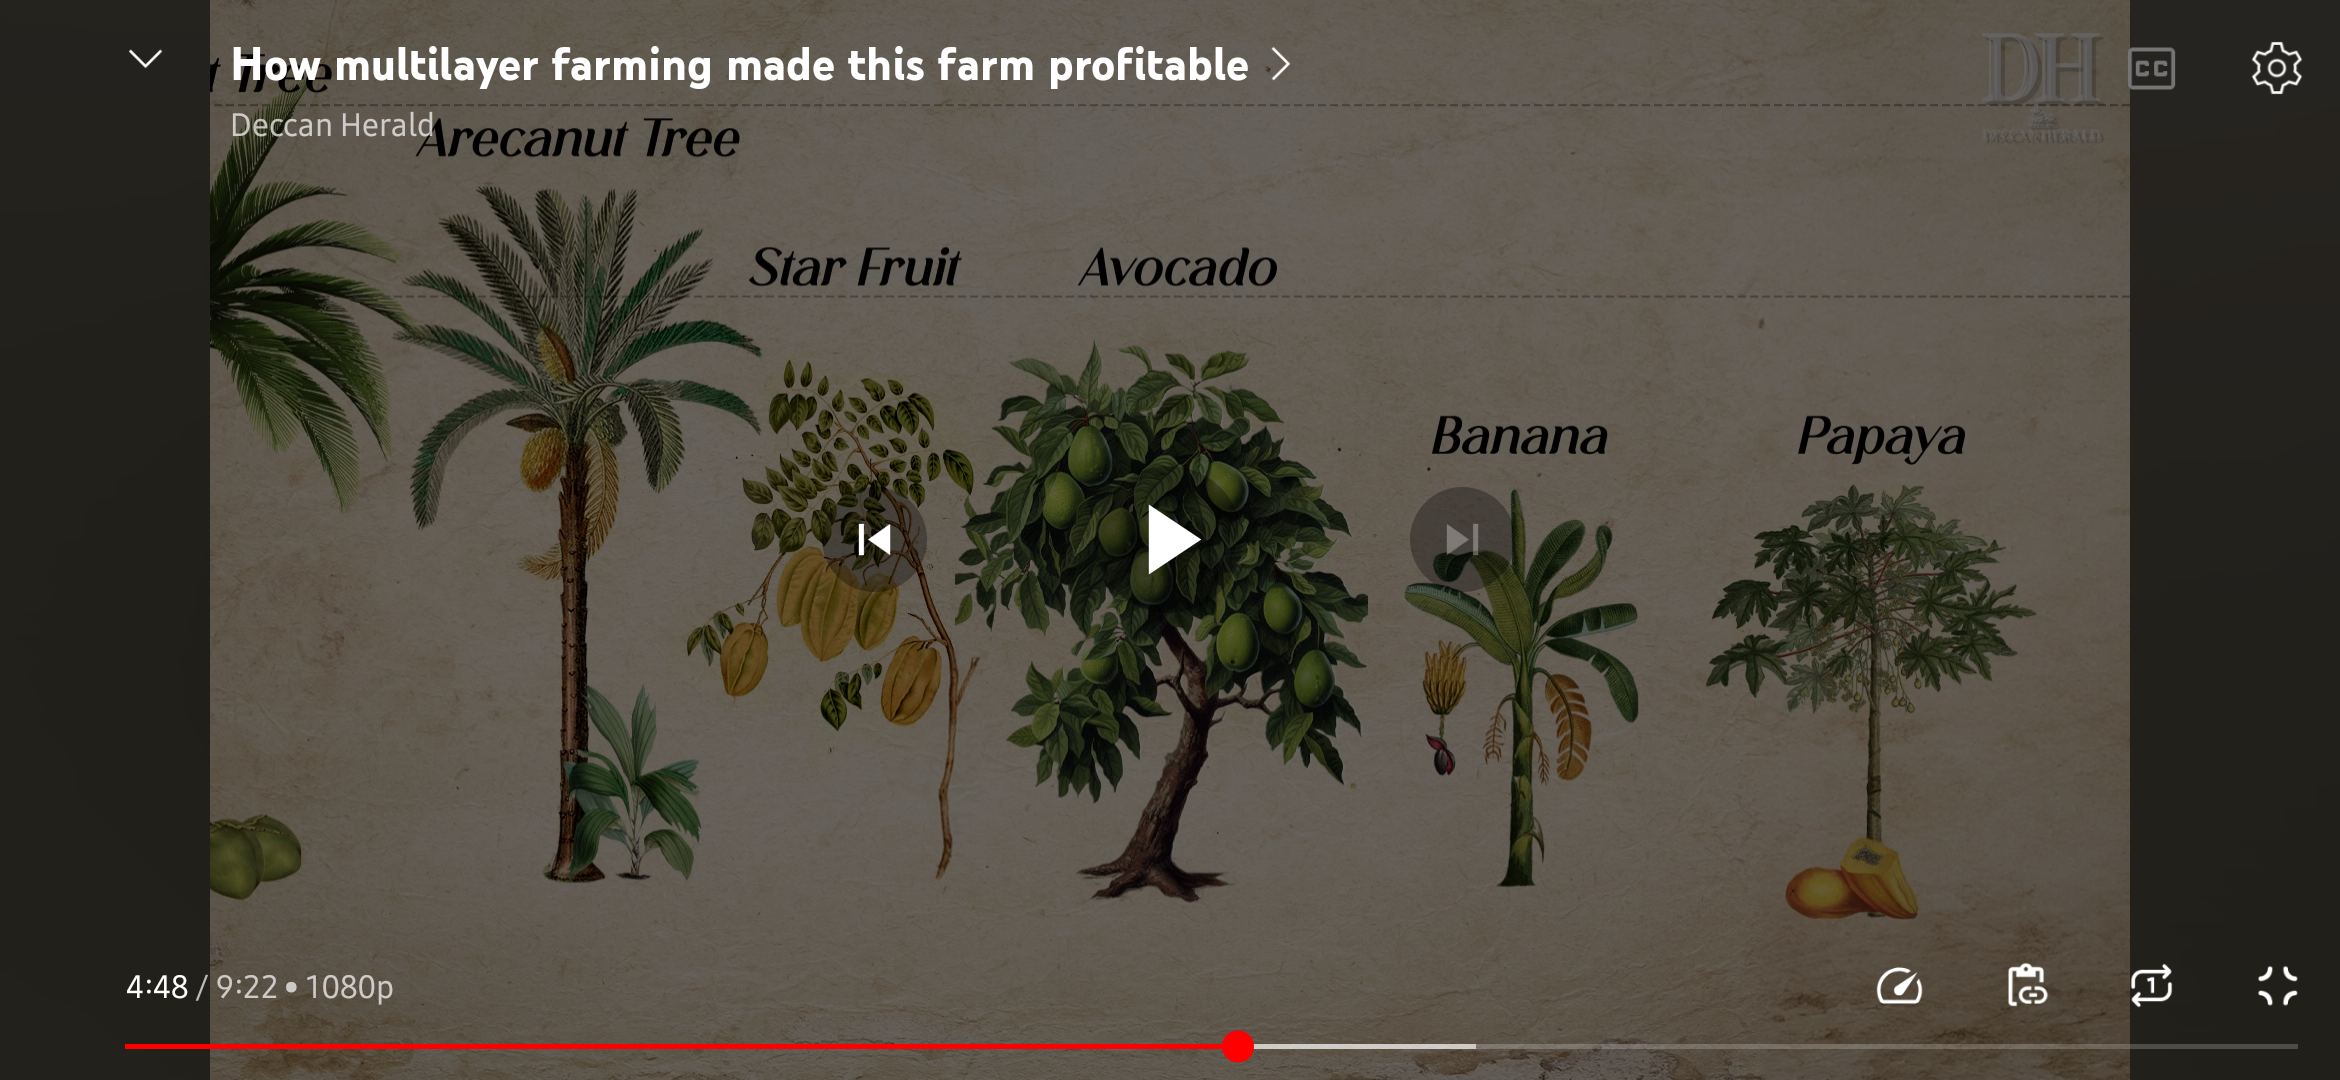 How multilayer farming made this farm profitable
t Tree
Deccan Herald
Arecanut Tree
DH
DECCAN HERALD
CC
Star Fruit
Avocado
Banana
Papaya
4:48 / 9:22 • 1080p
1